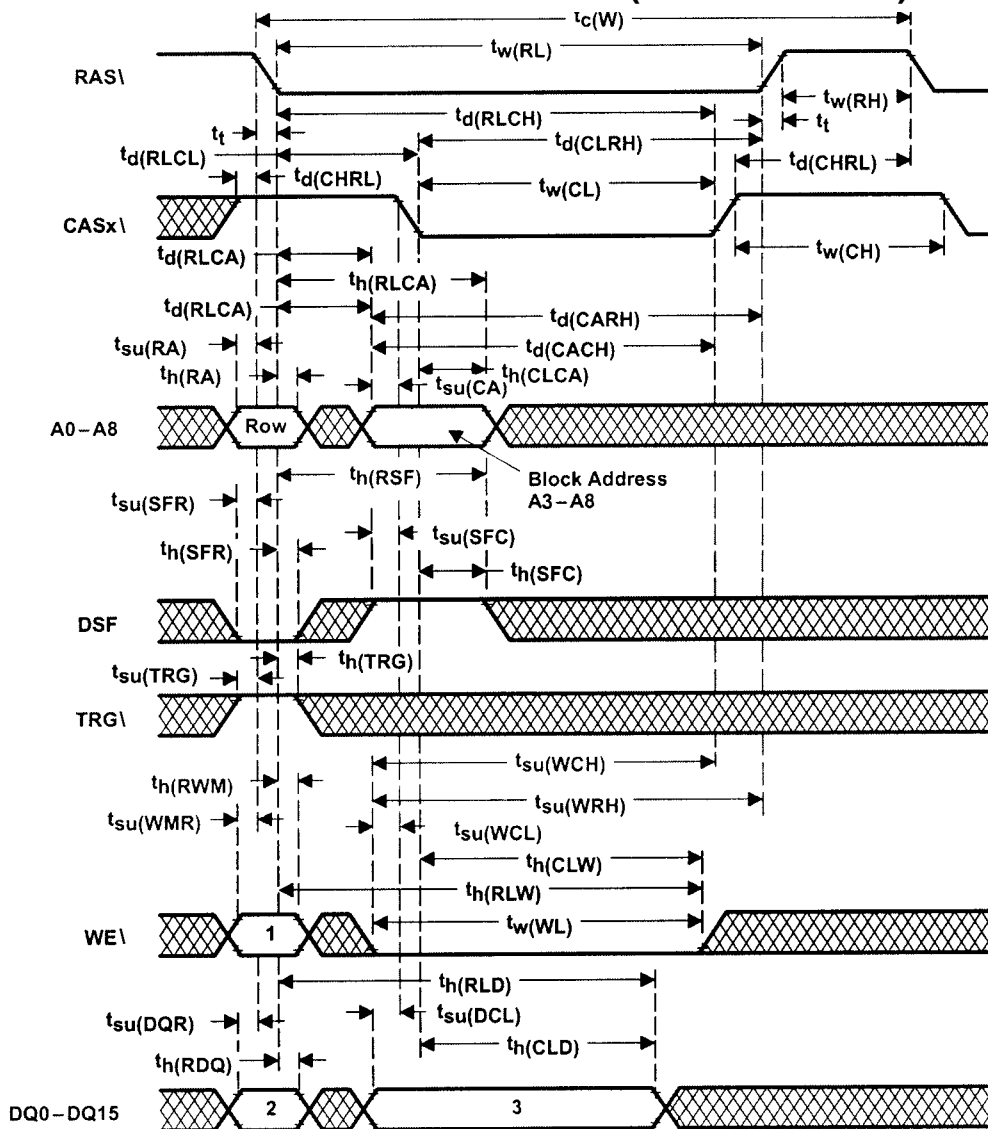 tc(W)
tw(RL)
RAS\
tw(RH)
td(RLCH)
tt
tt
td(RLCL)
td(CLRH)
td(CHRL)
td(CHRL)
tw(CL)
CASx\
td(RLCA)
tw(CH)
th(RLCA)
td(RLCA)
td(CARH)
tsu(RA)
td(CACH)
th(RA)
th(CLCA)
tsu(CA)
A0–A8
Row
th(RSF)
Block Address
A3–A8
tsu(SFR)
tsu(SFC)
th(SFR)
th(SFC)
DSF
th(TRG)
tsu(TRG)
TRG\
tsu(WCH)
th(RWM)
tsu(WRH)
tsu(WMR)
tsu(WCL)
th(CLW)
th(RLW)
tw(WL)
WE\
1
th(RLD)
tsu(DQR)
tsu(DCL)
th(CLD)
th(RDQ)
DQ0–DQ15
2
3